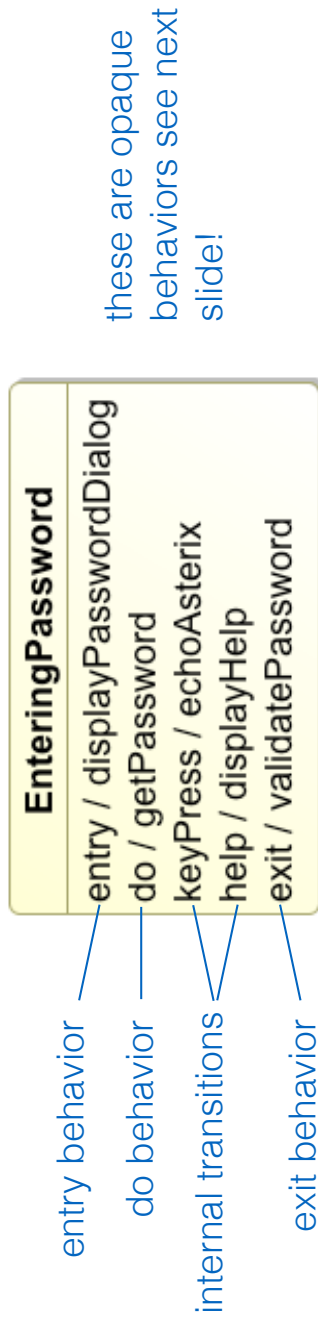 entry behavior
do behavior
internal transitions
exit behavior
EnteringPassword
entry / displayPasswordDialog
do / getPassword
keyPress / echoAsterix
help / displayHelp
exit / validatePassword
these are opaque
behaviors see next
slide!